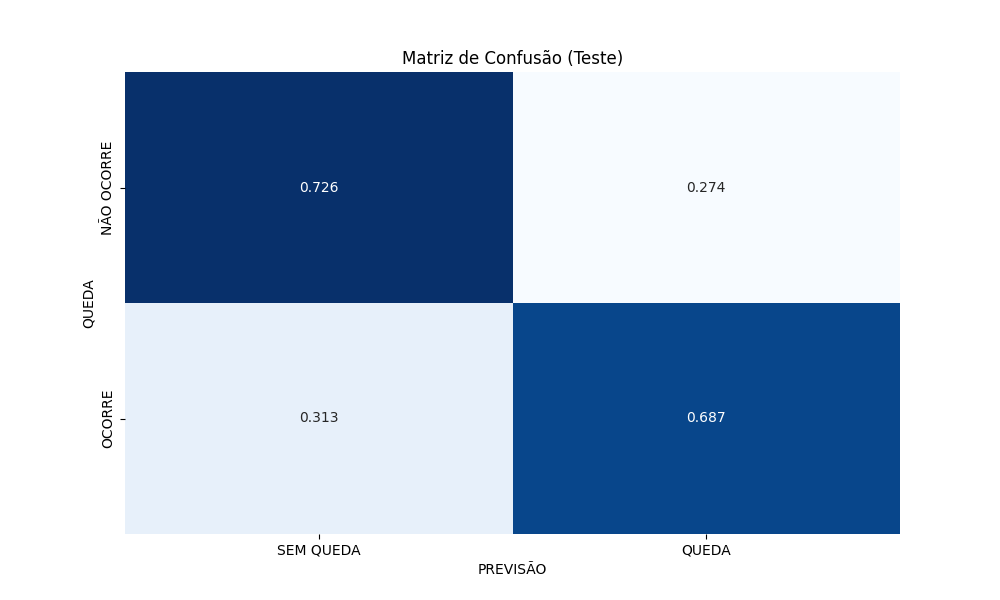 Matriz de Confusão (Teste)
QUEDA
NÃO OCORRE
0.726
0.274
OCORRE
0.313
0.687
SEM QUEDA
QUEDA
PREVISÃO